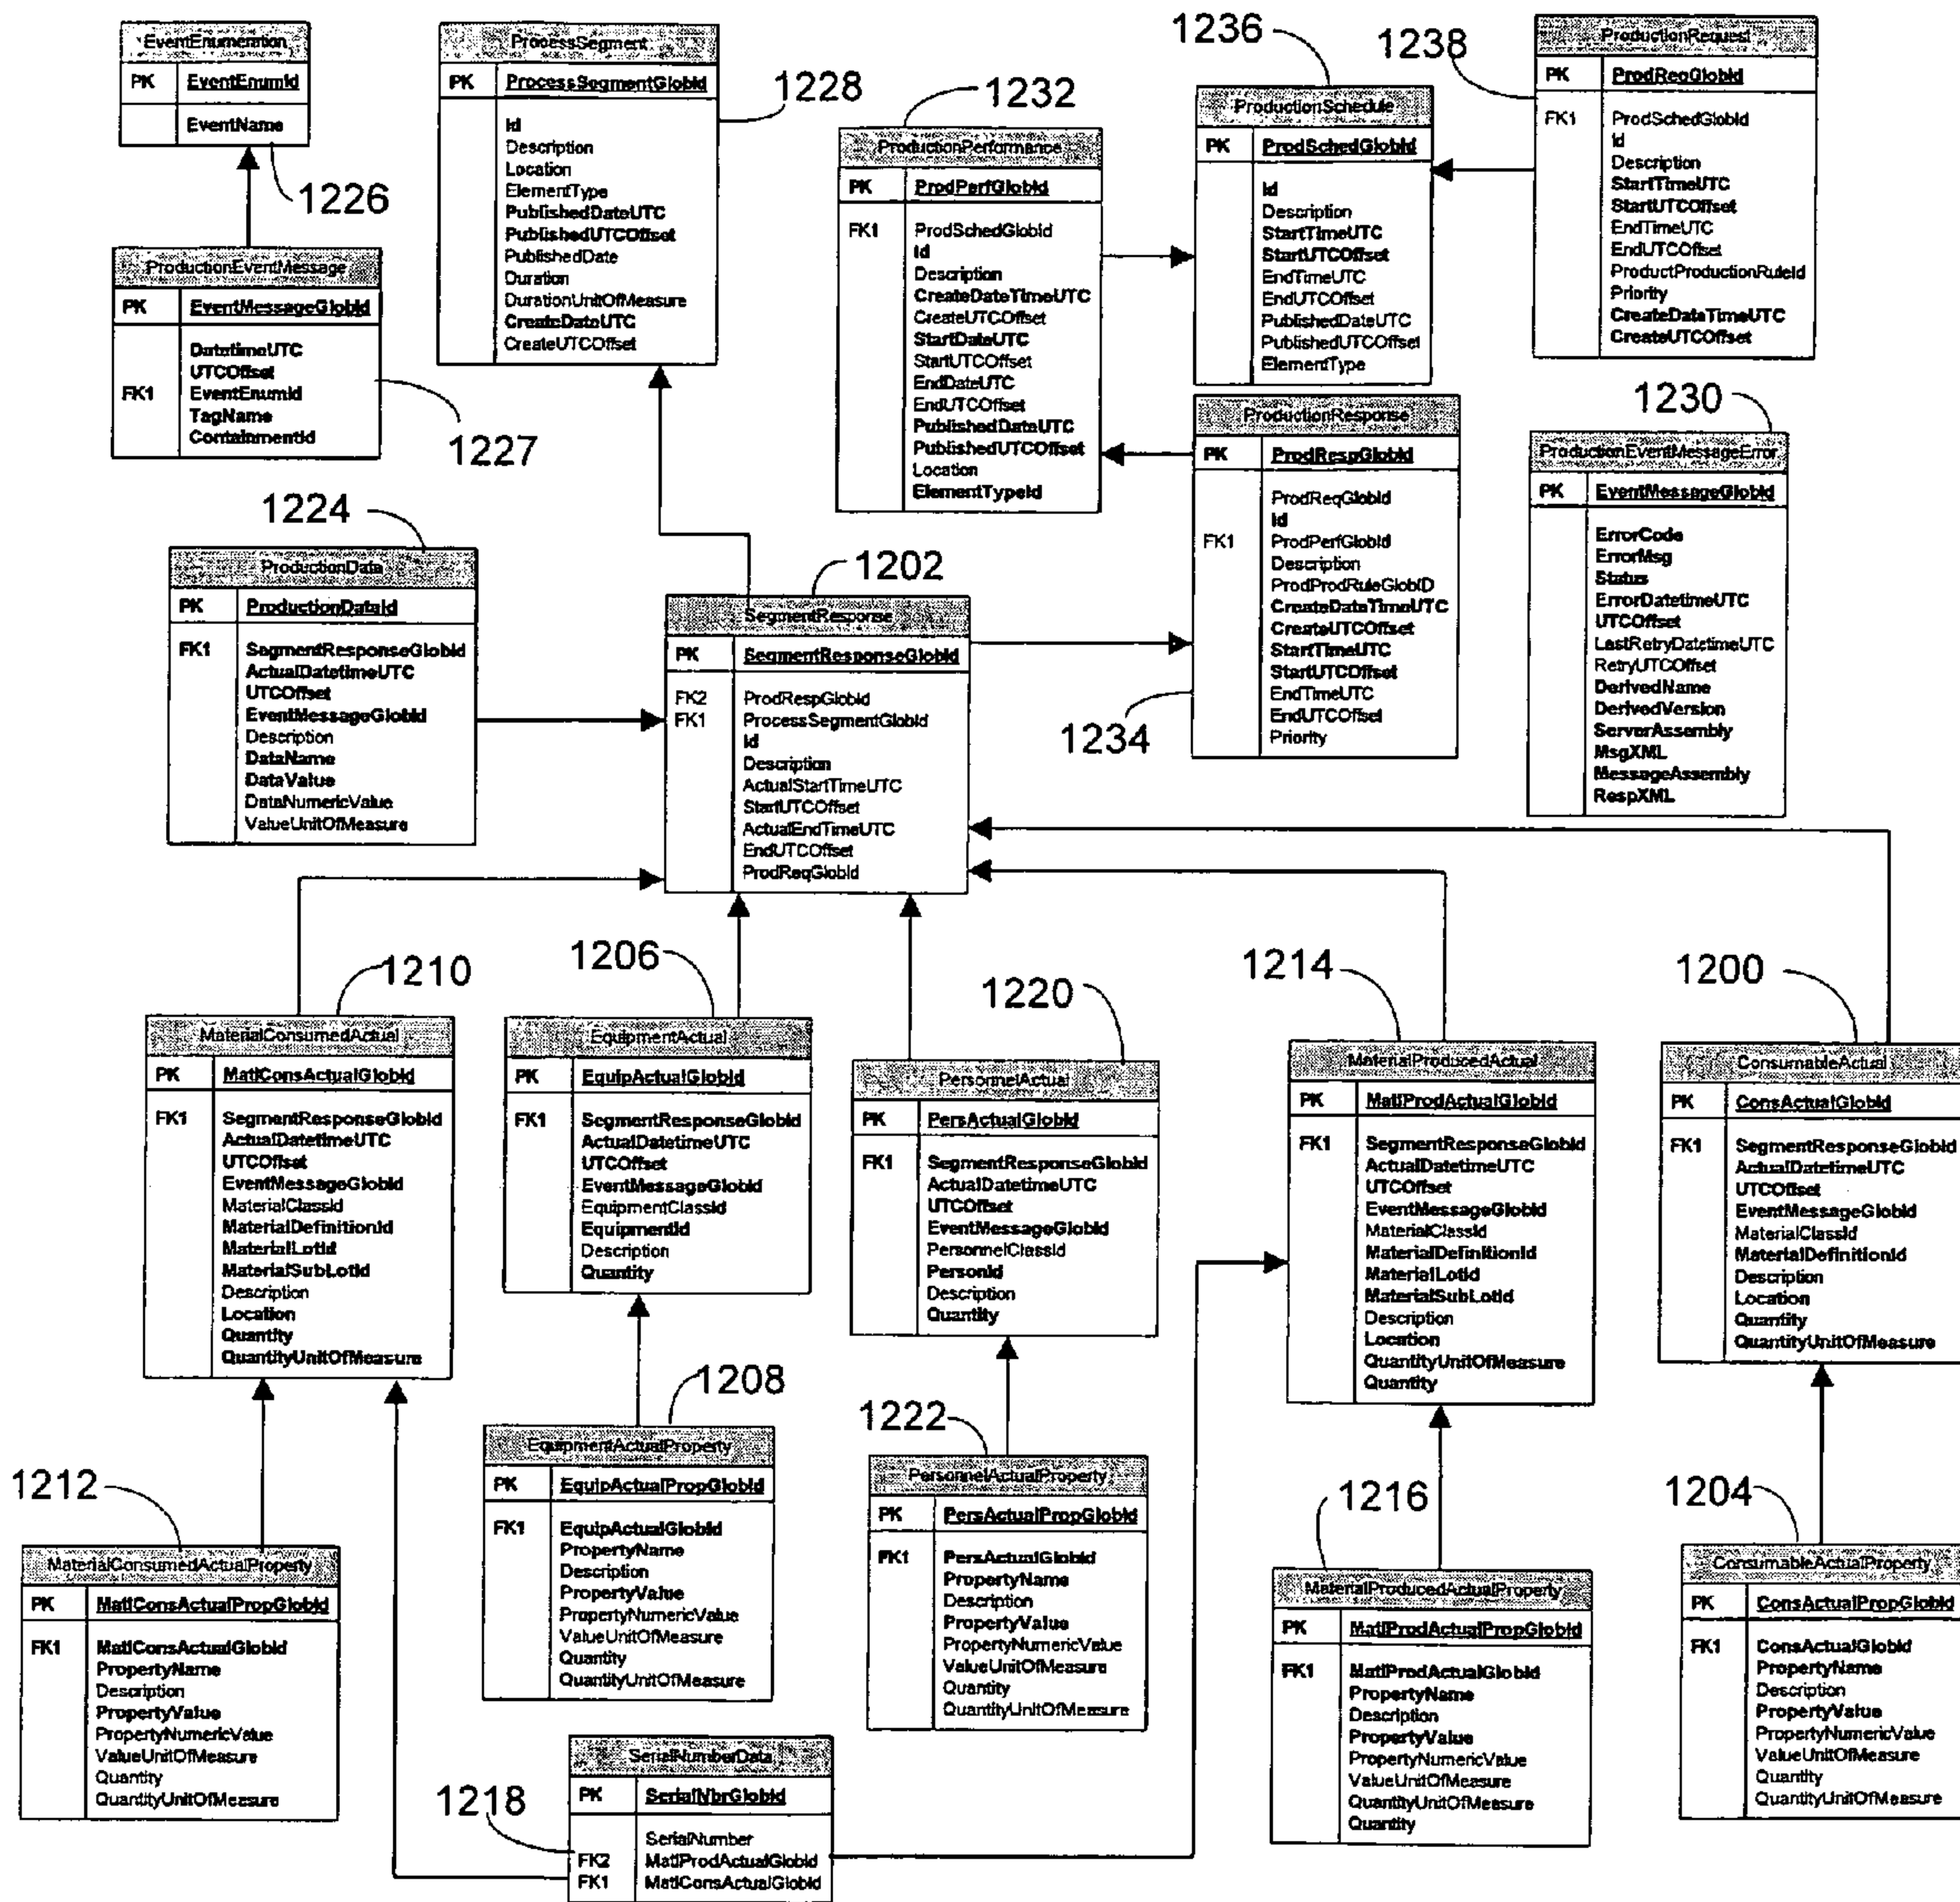 EventEnumeration
PK EventEnumId
EventName
1226
ProductionEventMessage
PK EventMessageGlobId
DatetimeUTC
UTCOffset
FK1 EventEnumId
TagName
ContainmentId
1227
ProcessSegment
PK ProcessSegmentGlobId
Id
Description
Location
ElementType
PublishedDateUTC
PublishedUTCOffset
PublishedDate
Duration
DurationUnitOfMeasure
CreateDateUTC
CreateUTCOffset
1228
1232
ProductionPerformance
PK ProdPerfGlobId
FK1 ProdSchedGlobId
Id
Description
CreateDateTimeUTC
CreateUTCOffset
StartDateUTC
StartUTCOffset
EndDateUTC
EndUTCOffset
PublishedDateUTC
PublishedUTCOffset
Location
ElementTypeId
1236
ProductionSchedule
PK ProdSchedGlobId
Id
Description
StartTimeUTC
StartUTCOffset
EndTimeUTC
EndUTCOffset
PublishedDateUTC
PublishedUTCOffset
ElementType
1238
ProductionRequest
PK ProdReqGlobId
FK1 ProdSchedGlobId
Id
Description
StartTimeUTC
StartUTCOffset
EndTimeUTC
EndUTCOffset
ProductProductionRuleId
Priority
CreateDateTimeUTC
CreateUTCOffset
ProductionResponse
PK ProdRespGlobId
ProdReqGlobId
Id
FK1 ProdPerfGlobId
Description
ProdProdRuleGlobID
CreateDateTimeUTC
CreateUTCOffset
StartTimeUTC
StartUTCOffset
EndTimeUTC
EndUTCOffset
Priority
1234
1230
ProductionEventMessageError
PK EventMessageGlobId
ErrorCode
ErrorMsg
Status
ErrorDatetimeUTC
UTCOffset
LastRetryDatetimeUTC
RetryUTCOffset
DerivedName
DerivedVersion
ServerAssembly
MsgXML
MessageAssembly
RespXML
1224
ProductionData
PK ProductionDataId
FK1 SegmentResponseGlobId
ActualDatetimeUTC
UTCOffset
EventMessageGlobId
Description
DataName
DataValue
DataNumericValue
ValueUnitOfMeasure
1202
SegmentResponse
PK SegmentResponseGlobId
FK2 ProdRespGlobId
FK1 ProcessSegmentGlobId
Id
Description
ActualStartTimeUTC
StartUTCOffset
ActualEndTimeUTC
EndUTCOffset
ProdReqGlobId
1210
MaterialConsumedActual
PK MatlConsActualGlobId
FK1 SegmentResponseGlobId
ActualDatetimeUTC
UTCOffset
EventMessageGlobId
MaterialClassId
MaterialDefinitionId
MaterialLotId
MaterialSubLotId
Description
Location
Quantity
QuantityUnitOfMeasure
1206
EquipmentActual
PK EquipActualGlobId
FK1 SegmentResponseGlobId
ActualDatetimeUTC
UTCOffset
EventMessageGlobId
EquipmentClassId
EquipmentId
Description
Quantity
1220
PersonnelActual
PK PersActualGlobId
FK1 SegmentResponseGlobId
ActualDatetimeUTC
UTCOffset
EventMessageGlobId
PersonnelClassId
PersonId
Description
Quantity
1214
MaterialProducedActual
PK MatlProdActualGlobId
FK1 SegmentResponseGlobId
ActualDatetimeUTC
UTCOffset
EventMessageGlobId
MaterialClassId
MaterialDefinitionId
MaterialLotId
MaterialSubLotId
Description
Location
QuantityUnitOfMeasure
Quantity
1200
ConsumableActual
PK ConsActualGlobId
FK1 SegmentResponseGlobId
ActualDatetimeUTC
UTCOffset
EventMessageGlobId
MaterialClassId
MaterialDefinitionId
Description
Location
Quantity
QuantityUnitOfMeasure
1212
MaterialConsumedActualProperty
PK MatlConsActualPropGlobId
FK1 MatlConsActualGlobId
PropertyName
Description
PropertyValue
PropertyNumericValue
ValueUnitOfMeasure
Quantity
QuantityUnitOfMeasure
1208
EquipmentActualProperty
PK EquipActualPropGlobId
FK1 EquipActualGlobId
PropertyName
Description
PropertyValue
PropertyNumericValue
ValueUnitOfMeasure
Quantity
QuantityUnitOfMeasure
1222
PersonnelActualProperty
PK PersActualPropGlobId
FK1 PersActualGlobId
PropertyName
Description
PropertyValue
PropertyNumericValue
ValueUnitOfMeasure
Quantity
QuantityUnitOfMeasure
1216
MaterialProducedActualProperty
PK MatlProdActualPropGlobId
FK1 MatlProdActualGlobId
PropertyName
Description
PropertyValue
PropertyNumericValue
ValueUnitOfMeasure
QuantityUnitOfMeasure
Quantity
1204
ConsumableActualProperty
PK ConsActualPropGlobId
FK1 ConsActualGlobId
PropertyName
Description
PropertyValue
PropertyNumericValue
ValueUnitOfMeasure
Quantity
QuantityUnitOfMeasure
1218
SerialNumberData
PK SerialNbrGlobId
SerialNumber
FK2 MatlProdActualGlobId
FK1 MatlConsActualGlobId